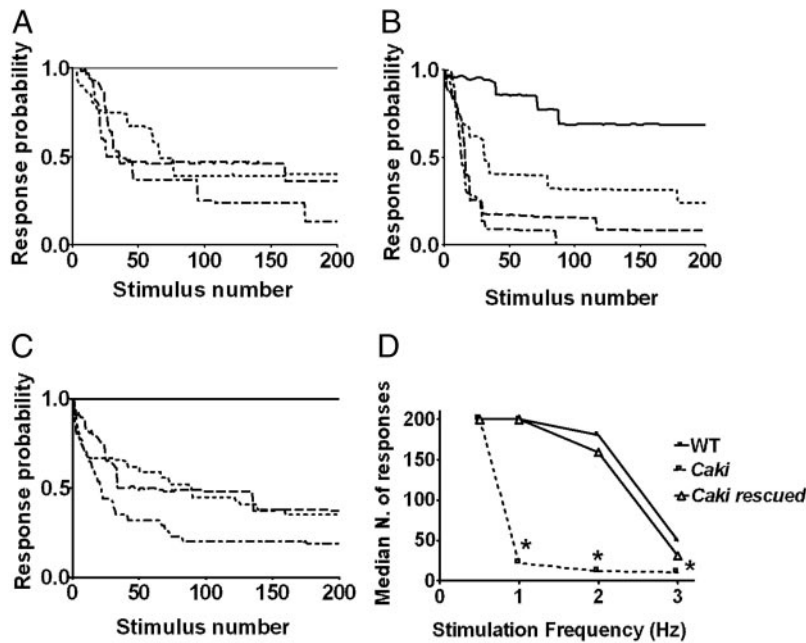 A
Response probability
1.0
0.5
0.0
0 50 100 150 200
Stimulus number
B
Response probability
1.0
0.5
0.0
0 50 100 150 200
Stimulus number
C
Response probability
1.0
0.5
0.0
0 50 100 150 200
Stimulus number
D
Median N. of responses
200
150
100
50
0
0 1 2 3
Stimulation Frequency (Hz)
* * *
WT
Caki
Caki rescued